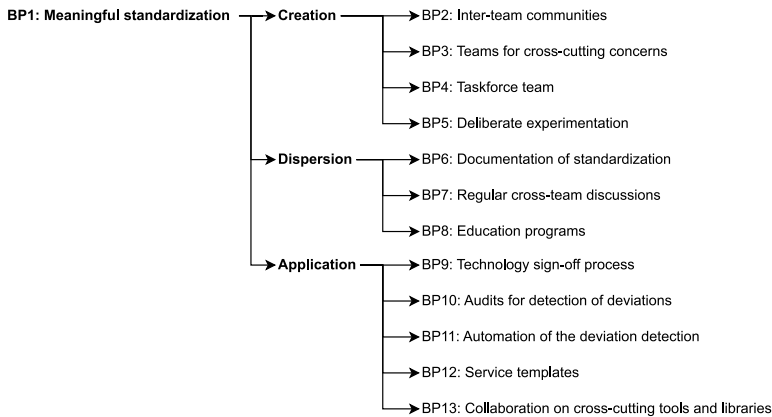 BP1: Meaningful standardization
Creation
BP2: Inter-team communities
BP3: Teams for cross-cutting concerns
BP4: Taskforce team
BP5: Deliberate experimentation
Dispersion
BP6: Documentation of standardization
BP7: Regular cross-team discussions
BP8: Education programs
Application
BP9: Technology sign-off process
BP10: Audits for detection of deviations
BP11: Automation of the deviation detection
BP12: Service templates
BP13: Collaboration on cross-cutting tools and libraries